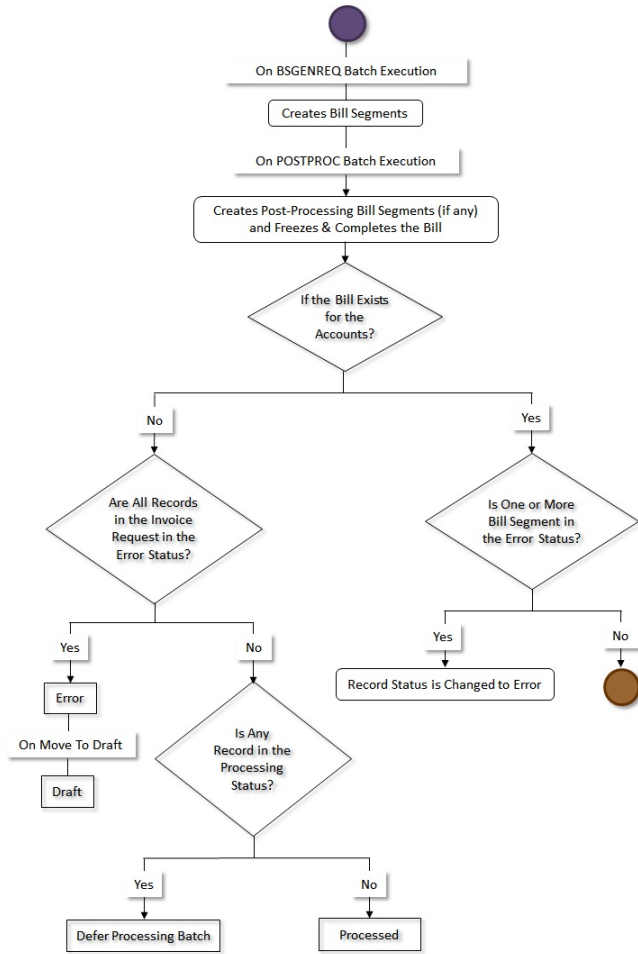 On BSGENREQ Batch Execution
Creates Bill Segments
On POSTPROC Batch Execution
Creates Post-Processing Bill Segments (if any)
and Freezes & Completes the Bill
If the Bill Exists
for the
Accounts?
No
Yes
Are All Records
in the Invoice
Request in the
Error Status?
Is One or More
Bill Segment in
the Error Status?
Yes
No
Yes
No
Error
Record Status is Changed to Error
On Move To Draft
Draft
Is Any
Record in the
Processing
Status?
Yes
No
Defer Processing Batch
Processed